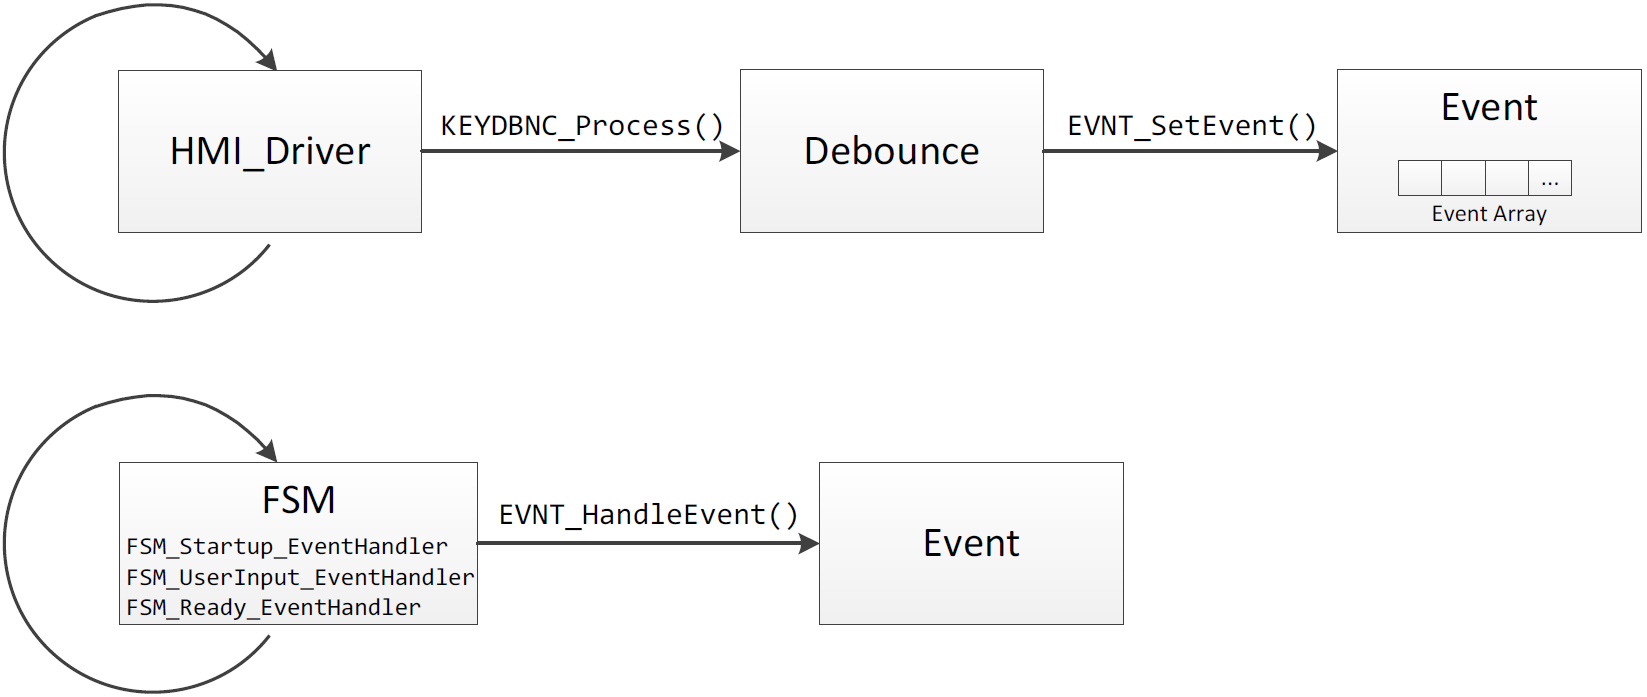 HMI_Driver
KEYDBNC_Process()
Debounce
EVNT_SetEvent()
Event
...
Event Array
FSM
FSM_Startup_EventHandler
FSM_UserInput_EventHandler
FSM_Ready_EventHandler
EVNT_HandleEvent()
Event